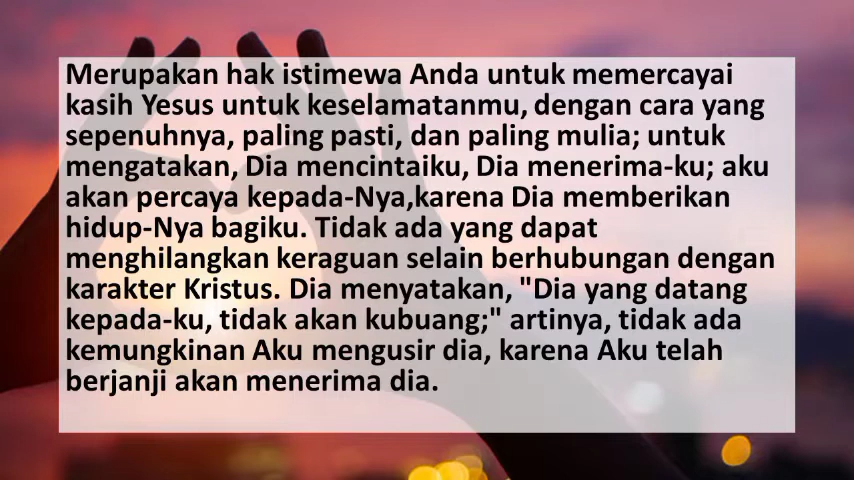 Merupakan hak istimewa Anda untuk memercayai
kasih Yesus untuk keselamatanmu, dengan cara yang
sepenuhnya, paling pasti, dan paling mulia; untuk
mengatakan, Dia mencintaiku, Dia menerima-ku; aku
akan percaya kepada-Nya,karena Dia memberikan
hidup-Nya bagiku. Tidak ada yang dapat
menghilangkan keraguan selain berhubungan dengan
karakter Kristus. Dia menyatakan, "Dia yang datang
kepada-ku, tidak akan kubuang;" artinya, tidak ada
kemungkinan Aku mengusir dia, karena Aku telah
berjanji akan menerima dia.